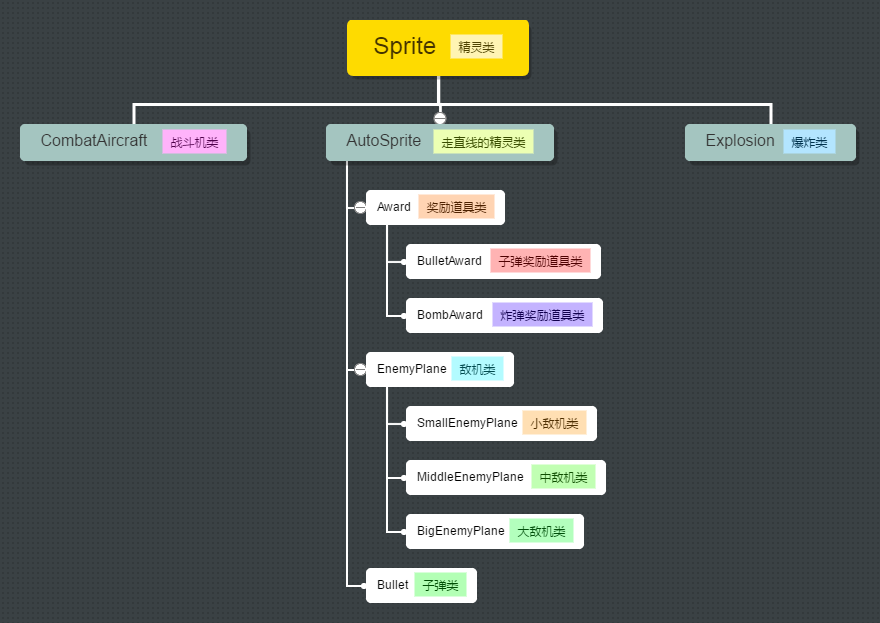 Sprite 精灵类
CombatAircraft 战斗机类
AutoSprite 走直线的精灵类
Explosion 爆炸类
Award 奖励道具类
BulletAward 子弹奖励道具类
BombAward 炸弹奖励道具类
EnemyPlane 敌机类
SmallEnemyPlane 小敌机类
MiddleEnemyPlane 中敌机类
BigEnemyPlane 大敌机类
Bullet 子弹类